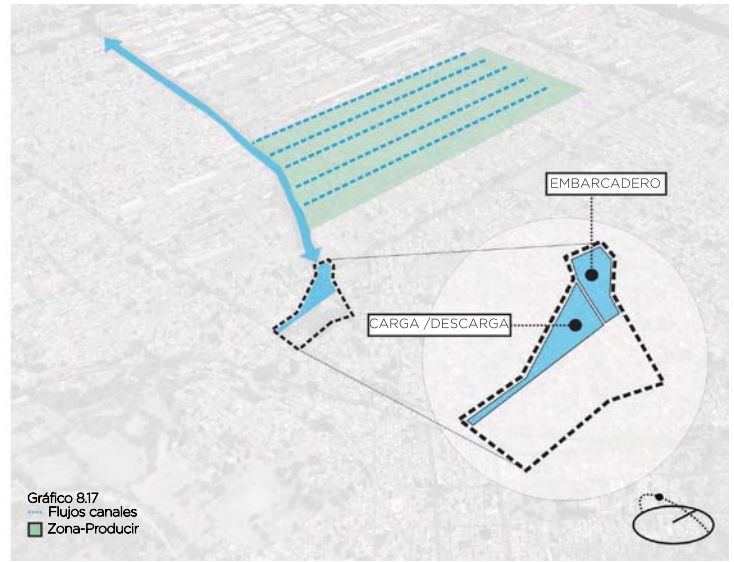 EMBARCADERO
CARGA /DESCARGA
Gráfico 8.17
Flujos canales
Zona-Producir